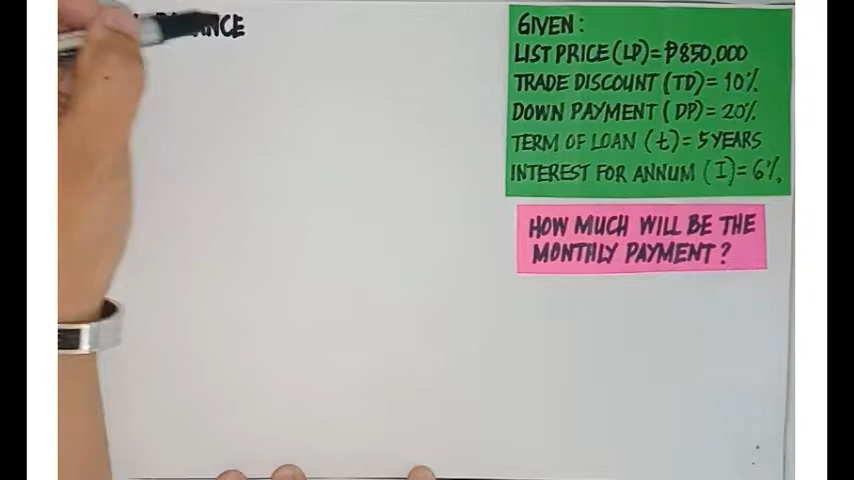 GIVEN:
LIST PRICE (LP) = ₱850,000
TRADE DISCOUNT (TD) = 10%
DOWN PAYMENT (DP) = 20%
TERM OF LOAN (t) = 5 YEARS
INTEREST FOR ANNUM (I) = 6%
HOW MUCH WILL BE THE
MONTHLY PAYMENT?